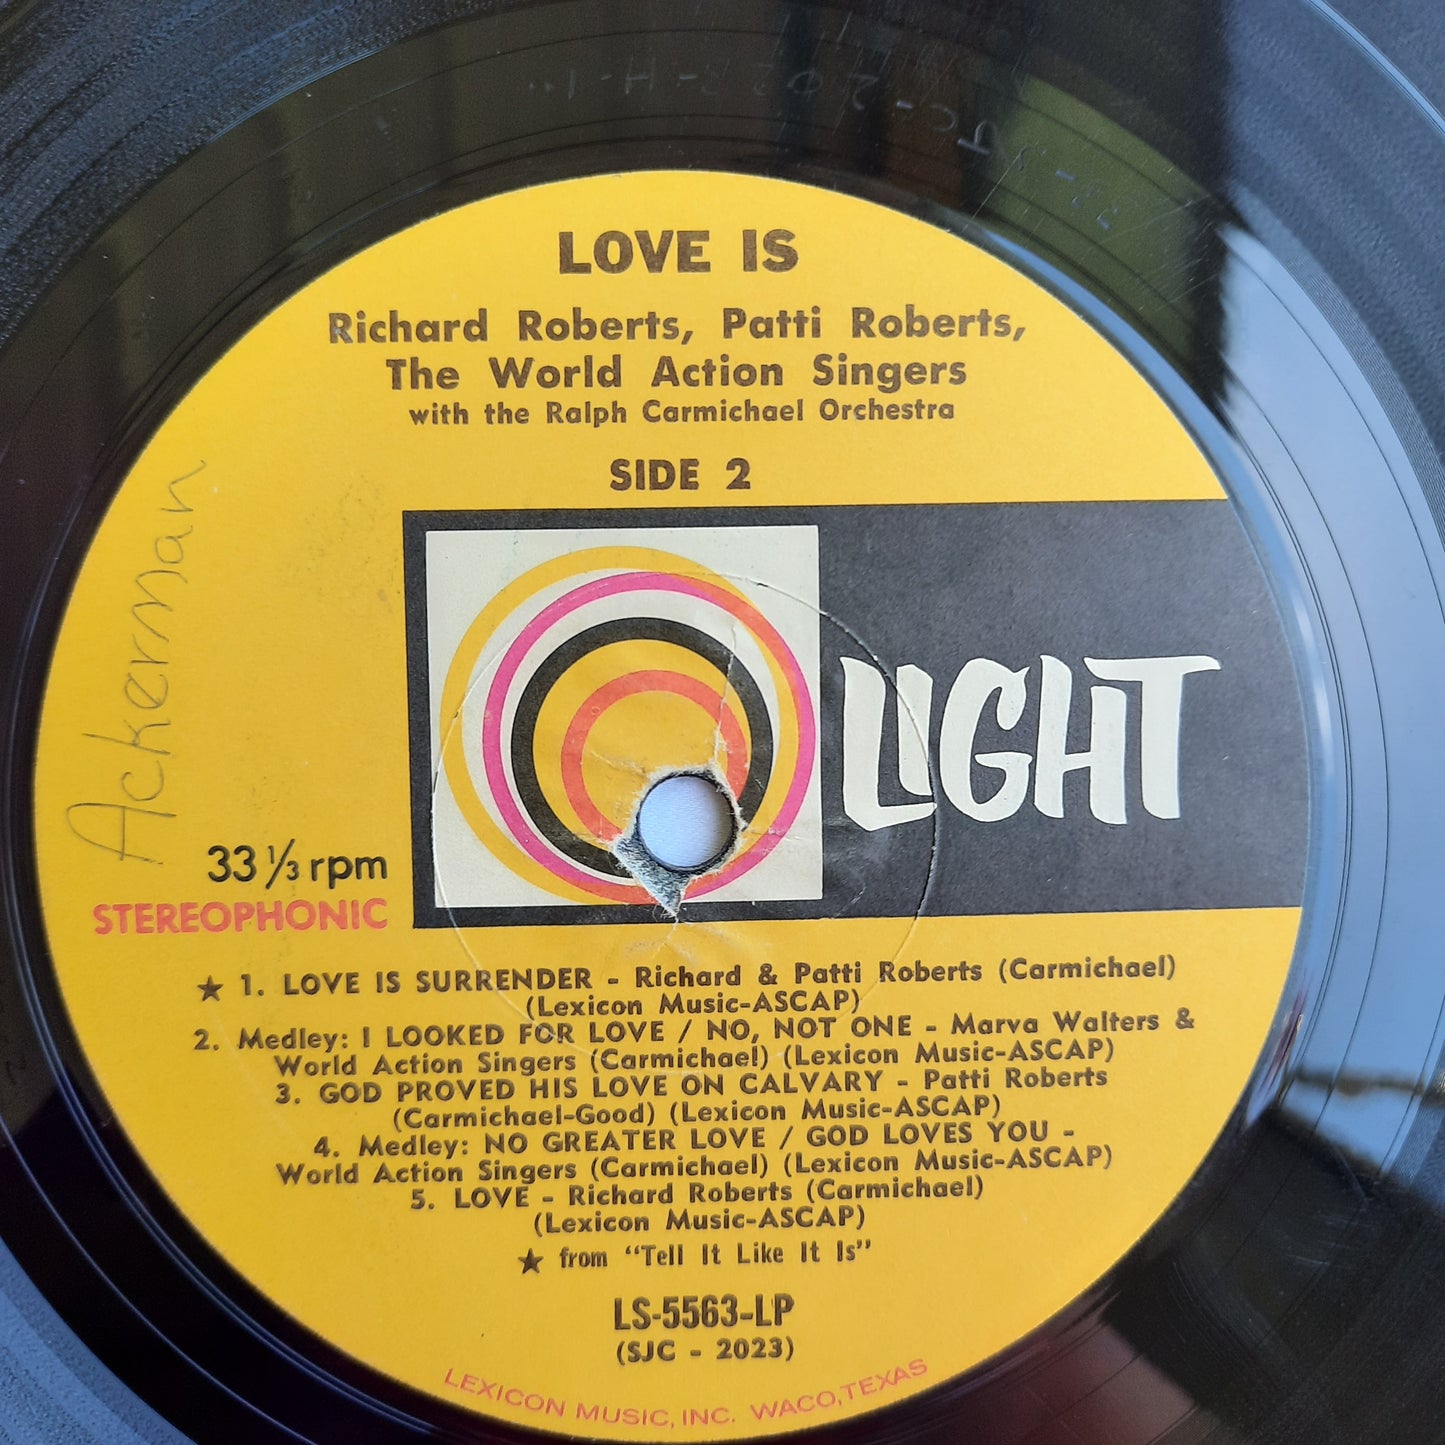 LOVE IS
Richard Roberts, Patti Roberts,
The World Action Singers
with the Ralph Carmichael Orchestra
SIDE 2
Ackerman
LIGHT
33 1/3 rpm
STEREOPHONIC
★ 1. LOVE IS SURRENDER - Richard & Patti Roberts (Carmichael)
(Lexicon Music-ASCAP)
2. Medley: I LOOKED FOR LOVE / NO, NOT ONE - Marva Walters &
World Action Singers (Carmichael) (Lexicon Music-ASCAP)
3. GOD PROVED HIS LOVE ON CALVARY - Patti Roberts
(Carmichael-Good) (Lexicon Music-ASCAP)
4. Medley: NO GREATER LOVE / GOD LOVES YOU -
World Action Singers (Carmichael) (Lexicon Music-ASCAP)
5. LOVE - Richard Roberts (Carmichael)
(Lexicon Music-ASCAP)
★ from "Tell It Like It Is"
LS-5563-LP
(SJC - 2023)
LEXICON MUSIC, INC. WACO, TEXAS